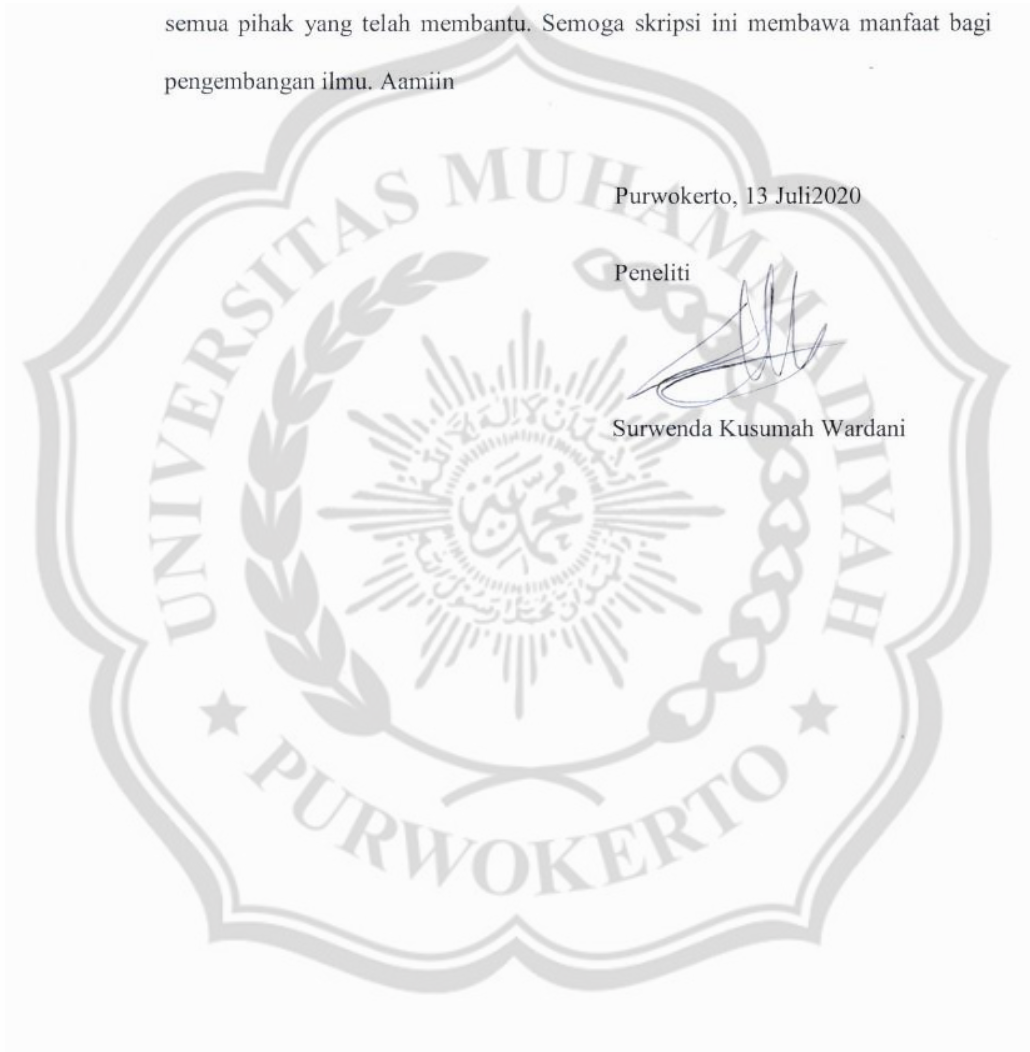 semua pihak yang telah membantu. Semoga skripsi ini membawa manfaat bagi
pengembangan ilmu. Aamiin
Purwokerto, 13 Juli2020
Peneliti
Surwenda Kusumah Wardani
UNIVERSITAS MUHAMMADIYAH
PURWOKERTO